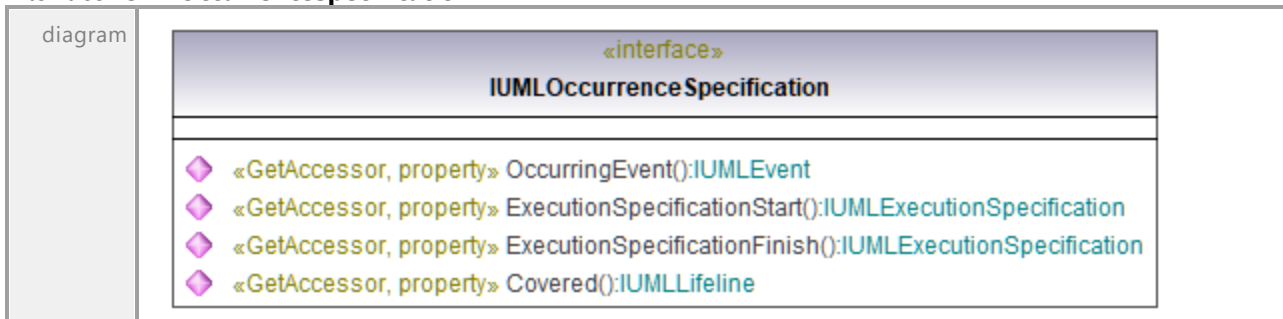 diagram
«interface»
IUMLOccurrenceSpecification
«GetAccessor, property» OccurringEvent():IUMLEvent
«GetAccessor, property» ExecutionSpecificationStart():IUMLExecutionSpecification
«GetAccessor, property» ExecutionSpecificationFinish():IUMLExecutionSpecification
«GetAccessor, property» Covered():IUMLLifeline